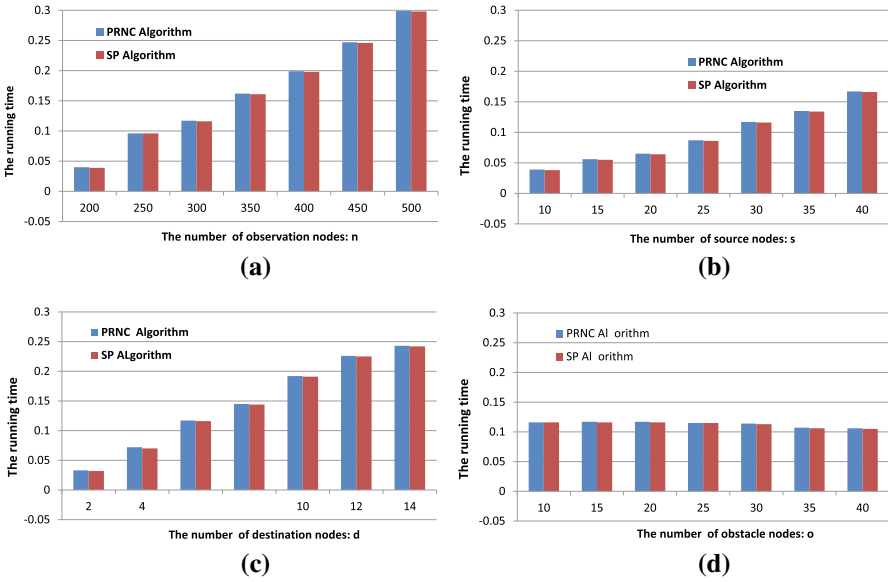 0.3
0.25
0.2
0.15
0.1
0.05
0
-0.05
The running time
PRNC Algorithm
SP Algorithm
200 250 300 350 400 450 500
The number of observation nodes: n
(a)
0.3
0.25
0.2
0.15
0.1
0.05
0
-0.05
The running time
PRNC Algorithm
SP Algorithm
10 15 20 25 30 35 40
The number of source nodes: s
(b)
0.3
0.25
0.2
0.15
0.1
0.05
0
-0.05
The running time
PRNC Algorithm
SP ALgorithm
2 4 10 12 14
The number of destination nodes: d
(c)
0.3
0.25
0.2
0.15
0.1
0.05
0
-0.05
The running time
PRNC Al orithm
SP Al orithm
10 15 20 25 30 35 40
The number of obstacle nodes: o
(d)